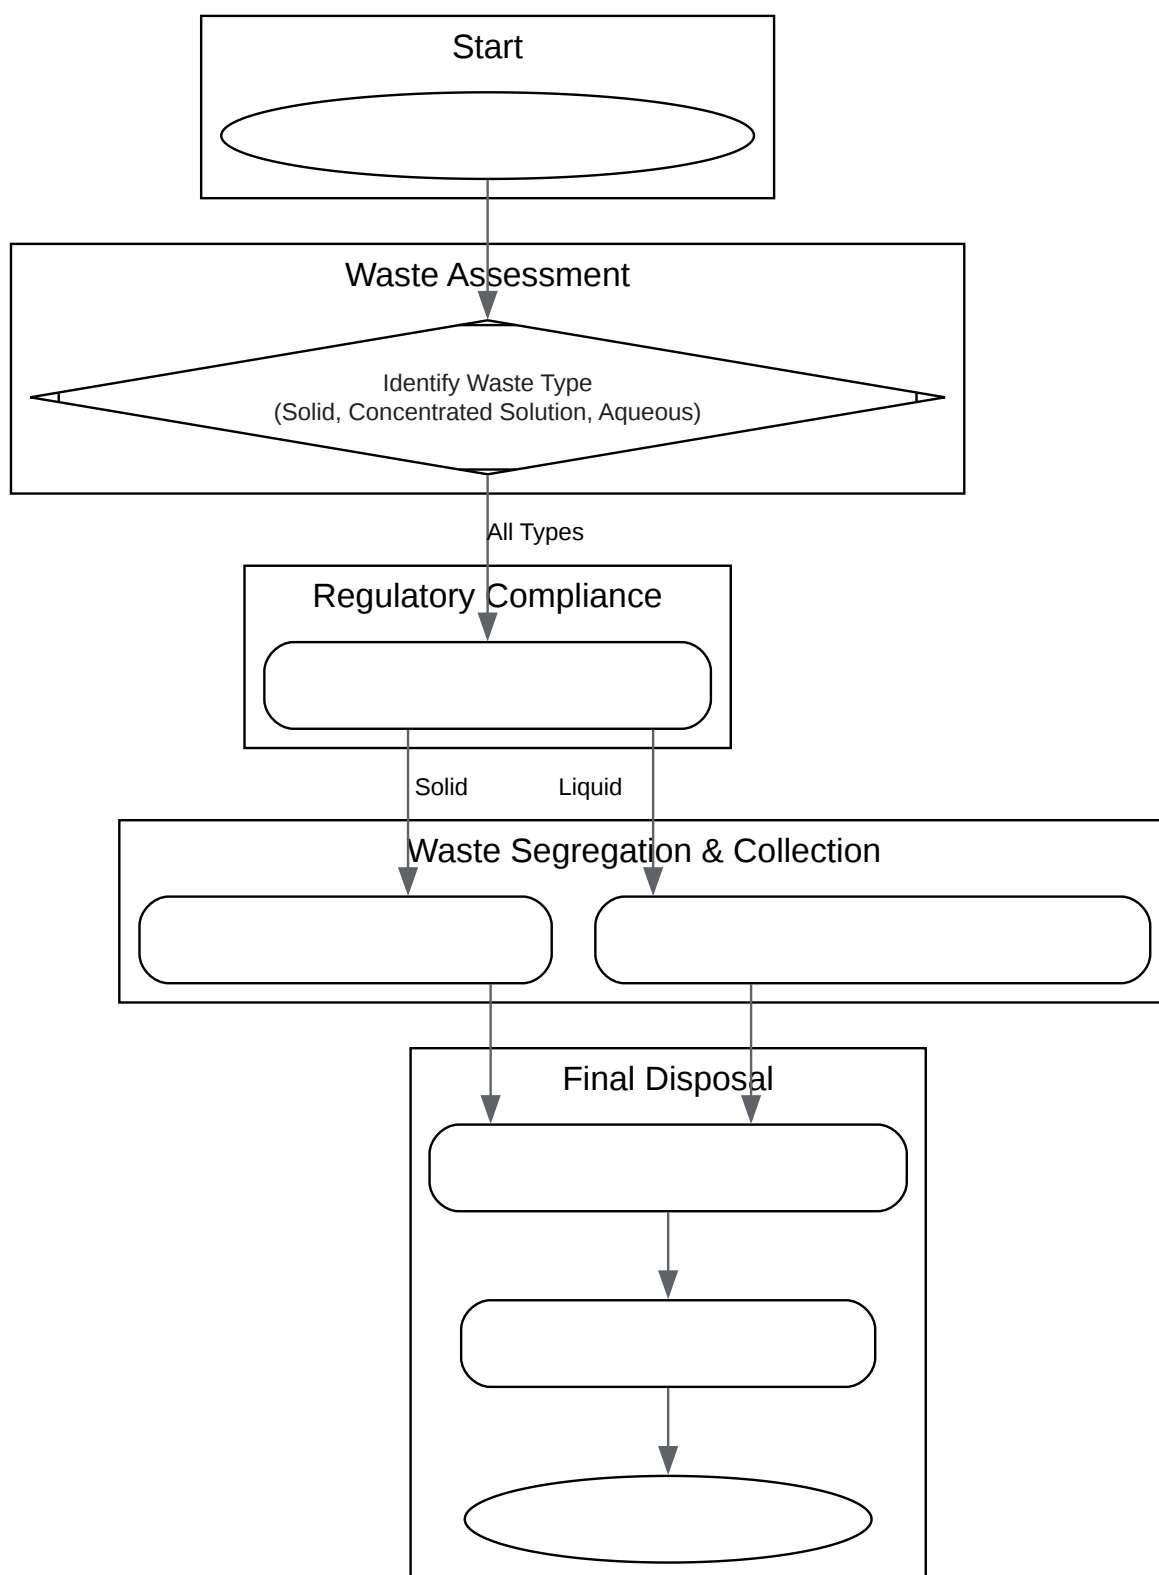 Start
Waste Assessment
Identify Waste Type
(Solid, Concentrated Solution, Aqueous)
All Types
Regulatory Compliance
Solid
Liquid
Waste Segregation & Collection
Final Disposal